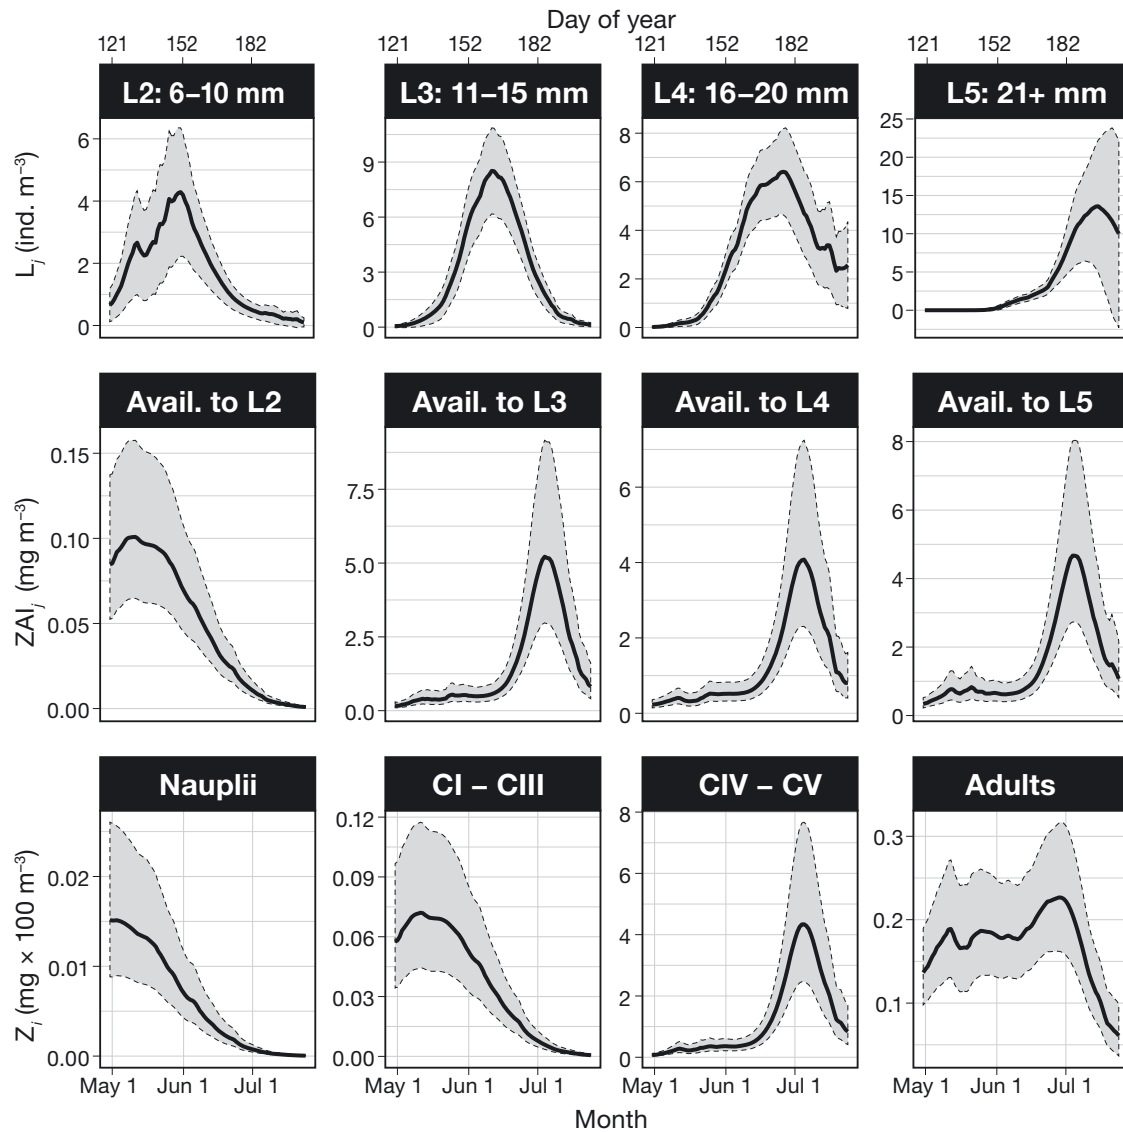 Day of year
121 152 182 121 152 182 121 152 182 121 152 182
L2: 6–10 mm L3: 11–15 mm L4: 16–20 mm L5: 21+ mm
Lⱼ (ind. m⁻³)
6 4 2 0
9 6 3 0
8 6 4 2 0
25 20 15 10 5 0
Avail. to L2 Avail. to L3 Avail. to L4 Avail. to L5
ZAIⱼ (mg m⁻³)
0.15 0.10 0.05 0.00
7.5 5.0 2.5 0.0
6 4 2 0
8 6 4 2 0
Nauplii CI – CIII CIV – CV Adults
Zᵢ (mg × 100 m⁻³)
0.02 0.01 0.00
0.12 0.09 0.06 0.03 0.00
8 6 4 2 0
0.3 0.2 0.1
May 1 Jun 1 Jul 1 May 1 Jun 1 Jul 1 May 1 Jun 1 Jul 1 May 1 Jun 1 Jul 1
Month